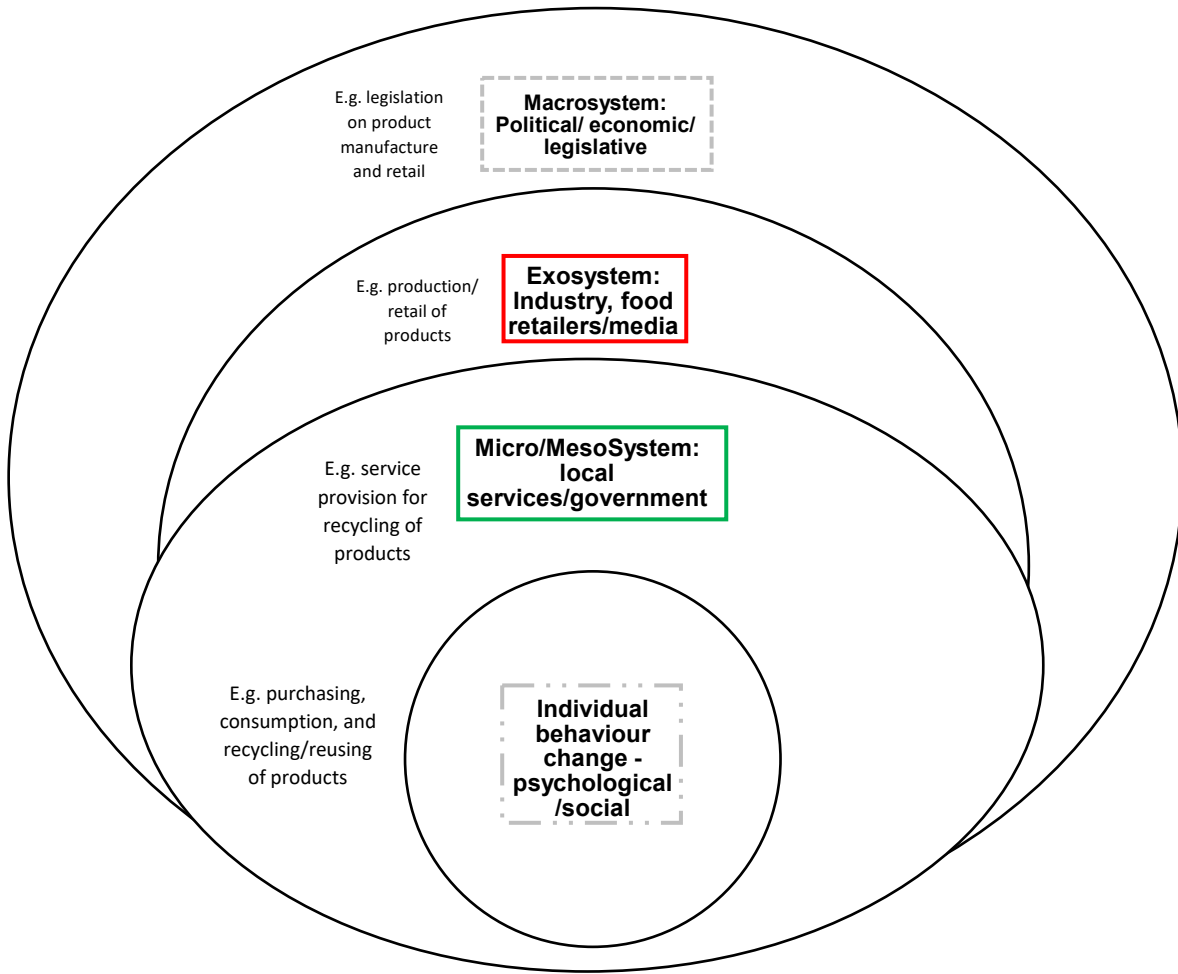 E.g. legislation
on product
manufacture
and retail
Macrosystem:
Political/ economic/
legislative
E.g. production/
retail of
products
Exosystem:
Industry, food
retailers/media
E.g. service
provision for
recycling of
products
Micro/MesoSystem:
local
services/government
E.g. purchasing,
consumption, and
recycling/reusing
of products
Individual
behaviour
change -
psychological
/social